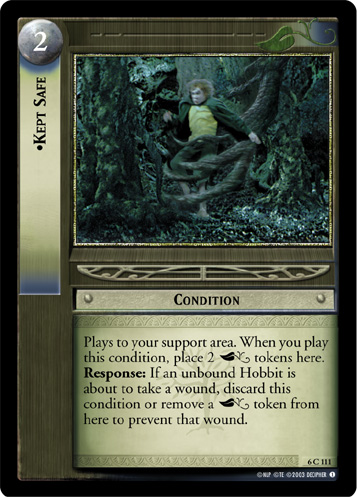 2
•Kept Safe
Condition
Plays to your support area. When you play
this condition, place 2 tokens here.
Response: If an unbound Hobbit is
about to take a wound, discard this
condition or remove a token from
here to prevent that wound.
6 C 111
©NLP ©TE ©2003 DECIPHER